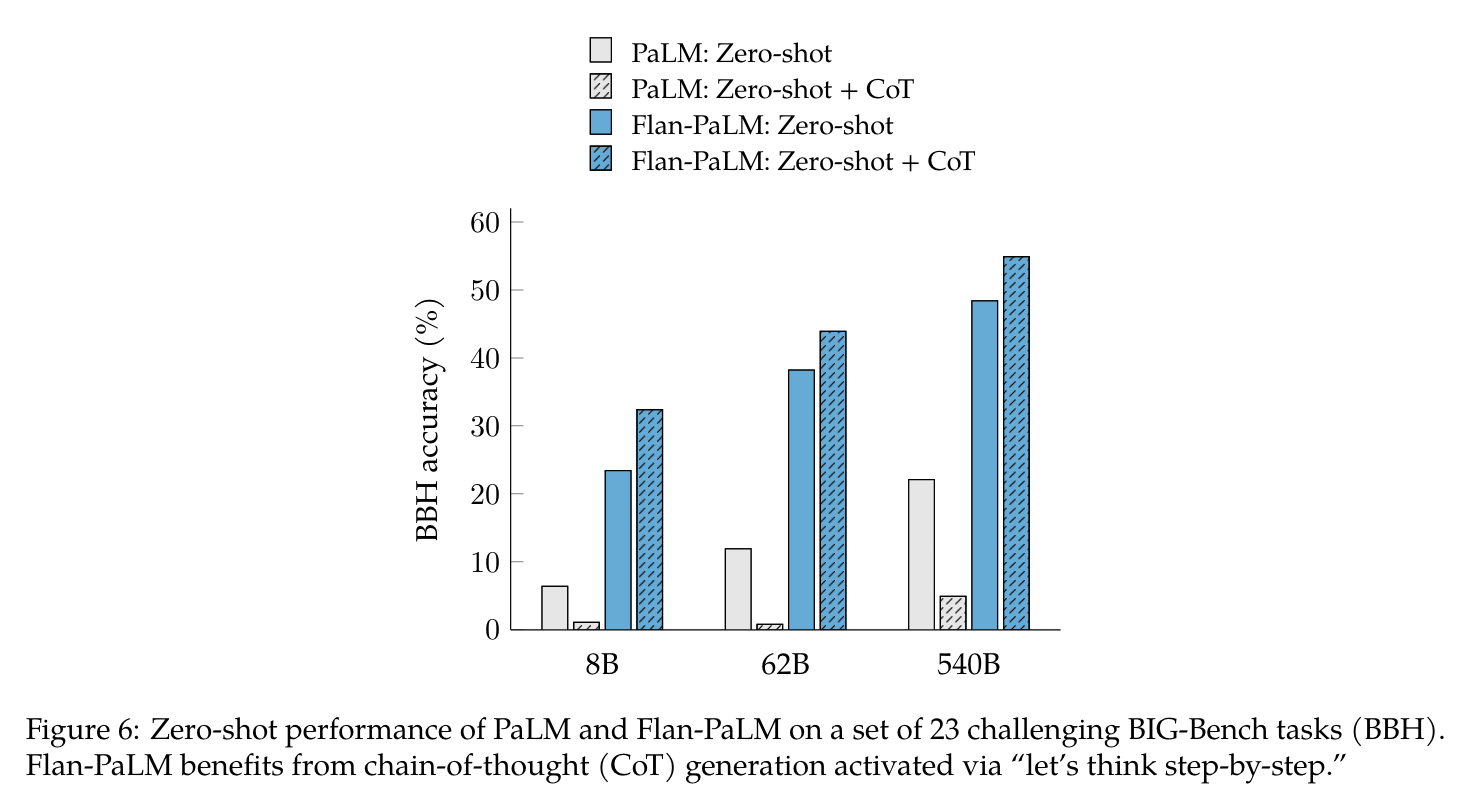 PaLM: Zero-shot
PaLM: Zero-shot + CoT
Flan-PaLM: Zero-shot
Flan-PaLM: Zero-shot + CoT
60
50
40
30
20
10
0
BBH accuracy (%)
8B 62B 540B
Figure 6: Zero-shot performance of PaLM and Flan-PaLM on a set of 23 challenging BIG-Bench tasks (BBH).
Flan-PaLM benefits from chain-of-thought (CoT) generation activated via “let’s think step-by-step.”